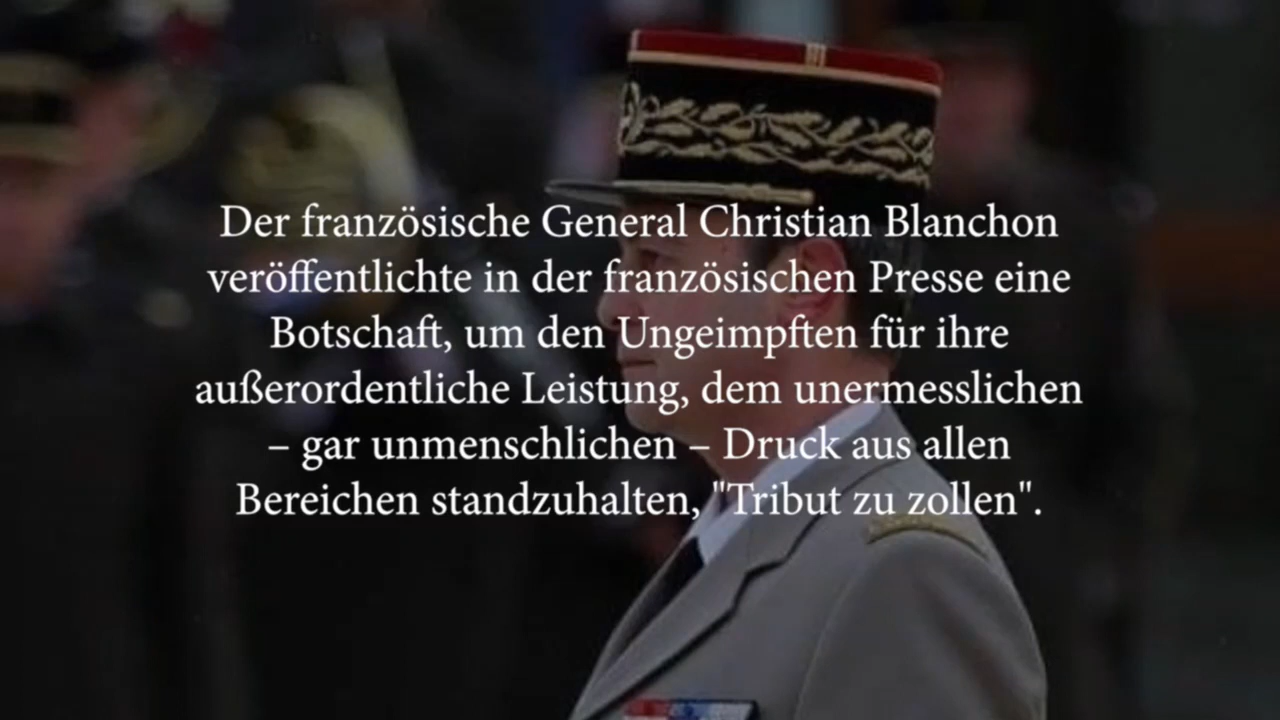 Der französische General Christian Blanchon
veröffentlichte in der französischen Presse eine
Botschaft, um den Ungeimpften für ihre
außerordentliche Leistung, dem unermesslichen
– gar unmenschlichen – Druck aus allen
Bereichen standzuhalten, "Tribut zu zollen".